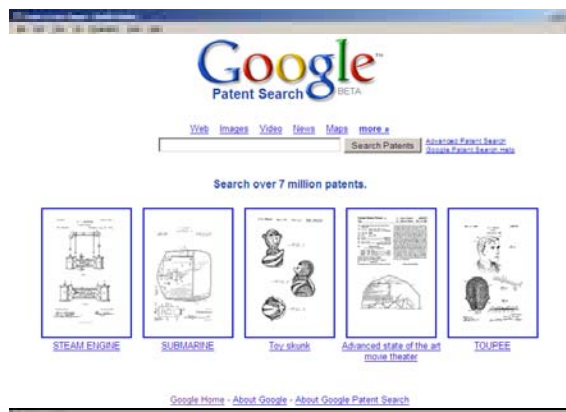 Google™
Patent Search BETA
Web Images Video News Maps more »
Search Patents
Advanced Patent Search
Google Patent Search Help
Search over 7 million patents.
STEAM ENGINE
SUBMARINE
Toy skunk
Advanced state of the art
movie theater
TOUPEE
Google Home - About Google - About Google Patent Search